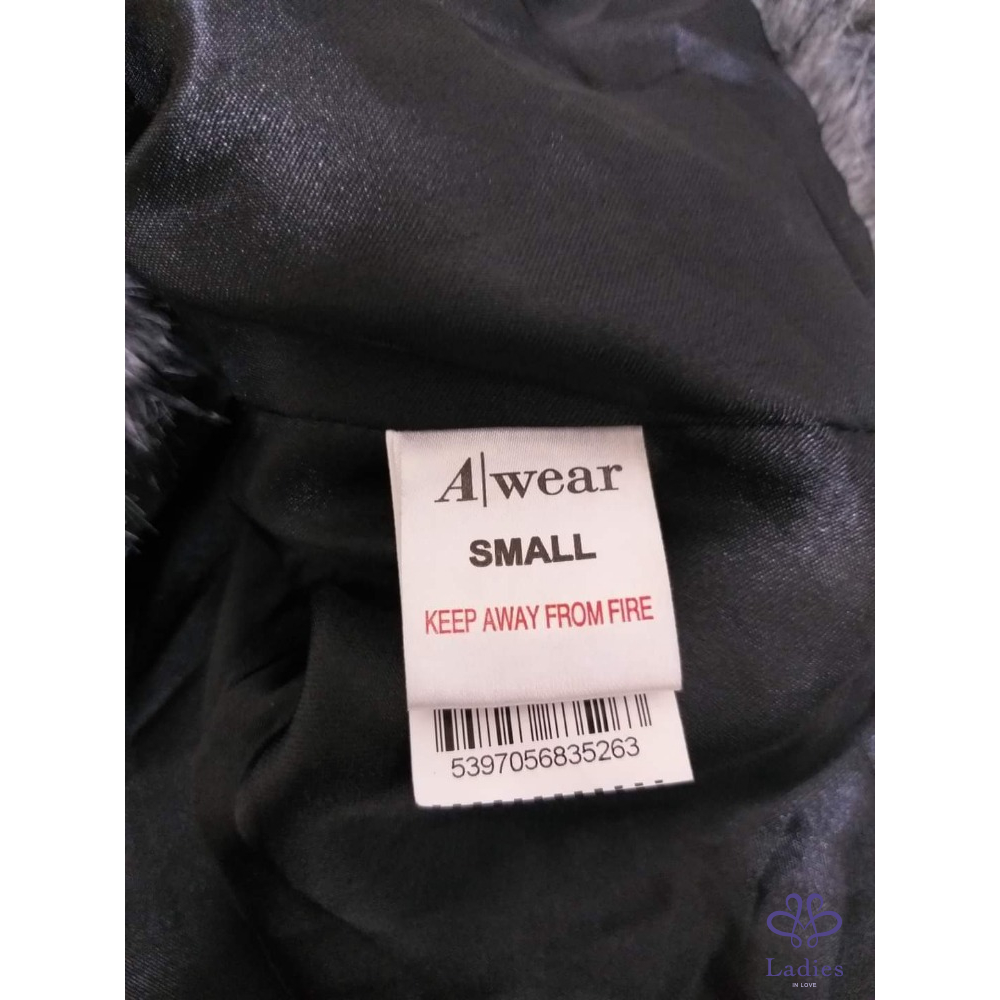 A|wear
SMALL
KEEP AWAY FROM FIRE
5397056835263
Ladies
IN LOVE